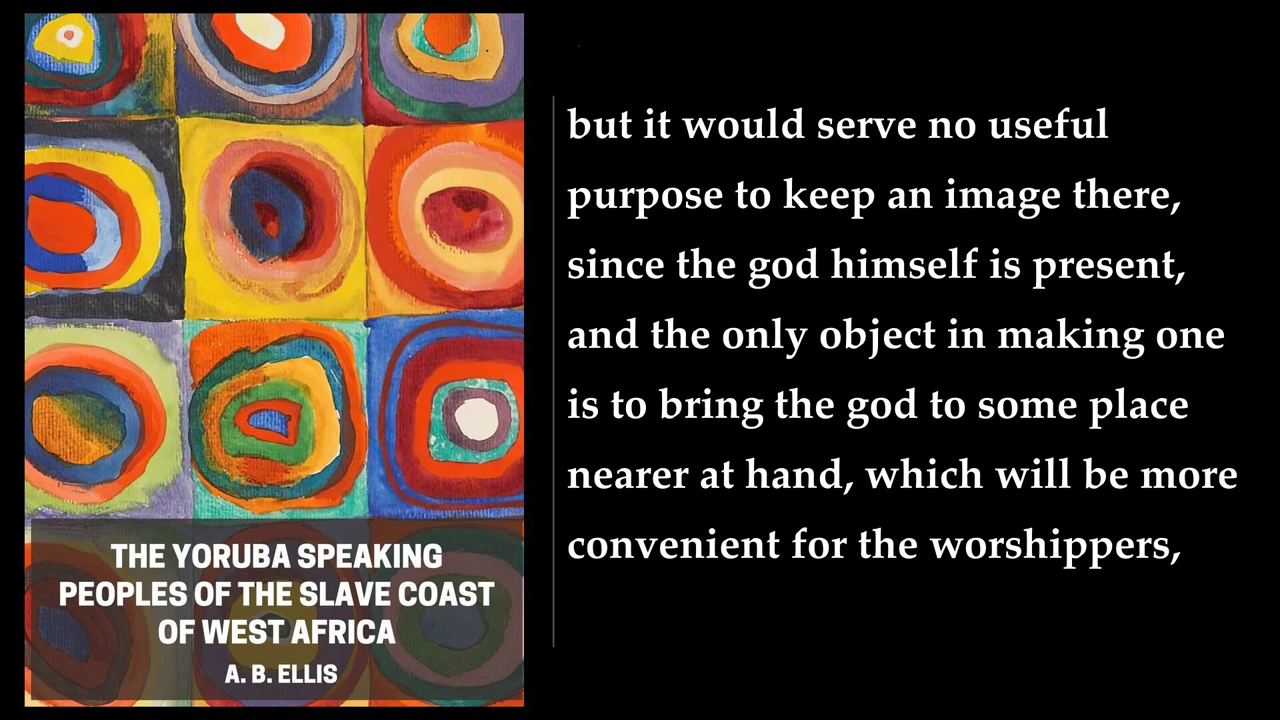 THE YORUBA SPEAKING
PEOPLES OF THE SLAVE COAST
OF WEST AFRICA
A. B. ELLIS
but it would serve no useful
purpose to keep an image there,
since the god himself is present,
and the only object in making one
is to bring the god to some place
nearer at hand, which will be more
convenient for the worshippers,